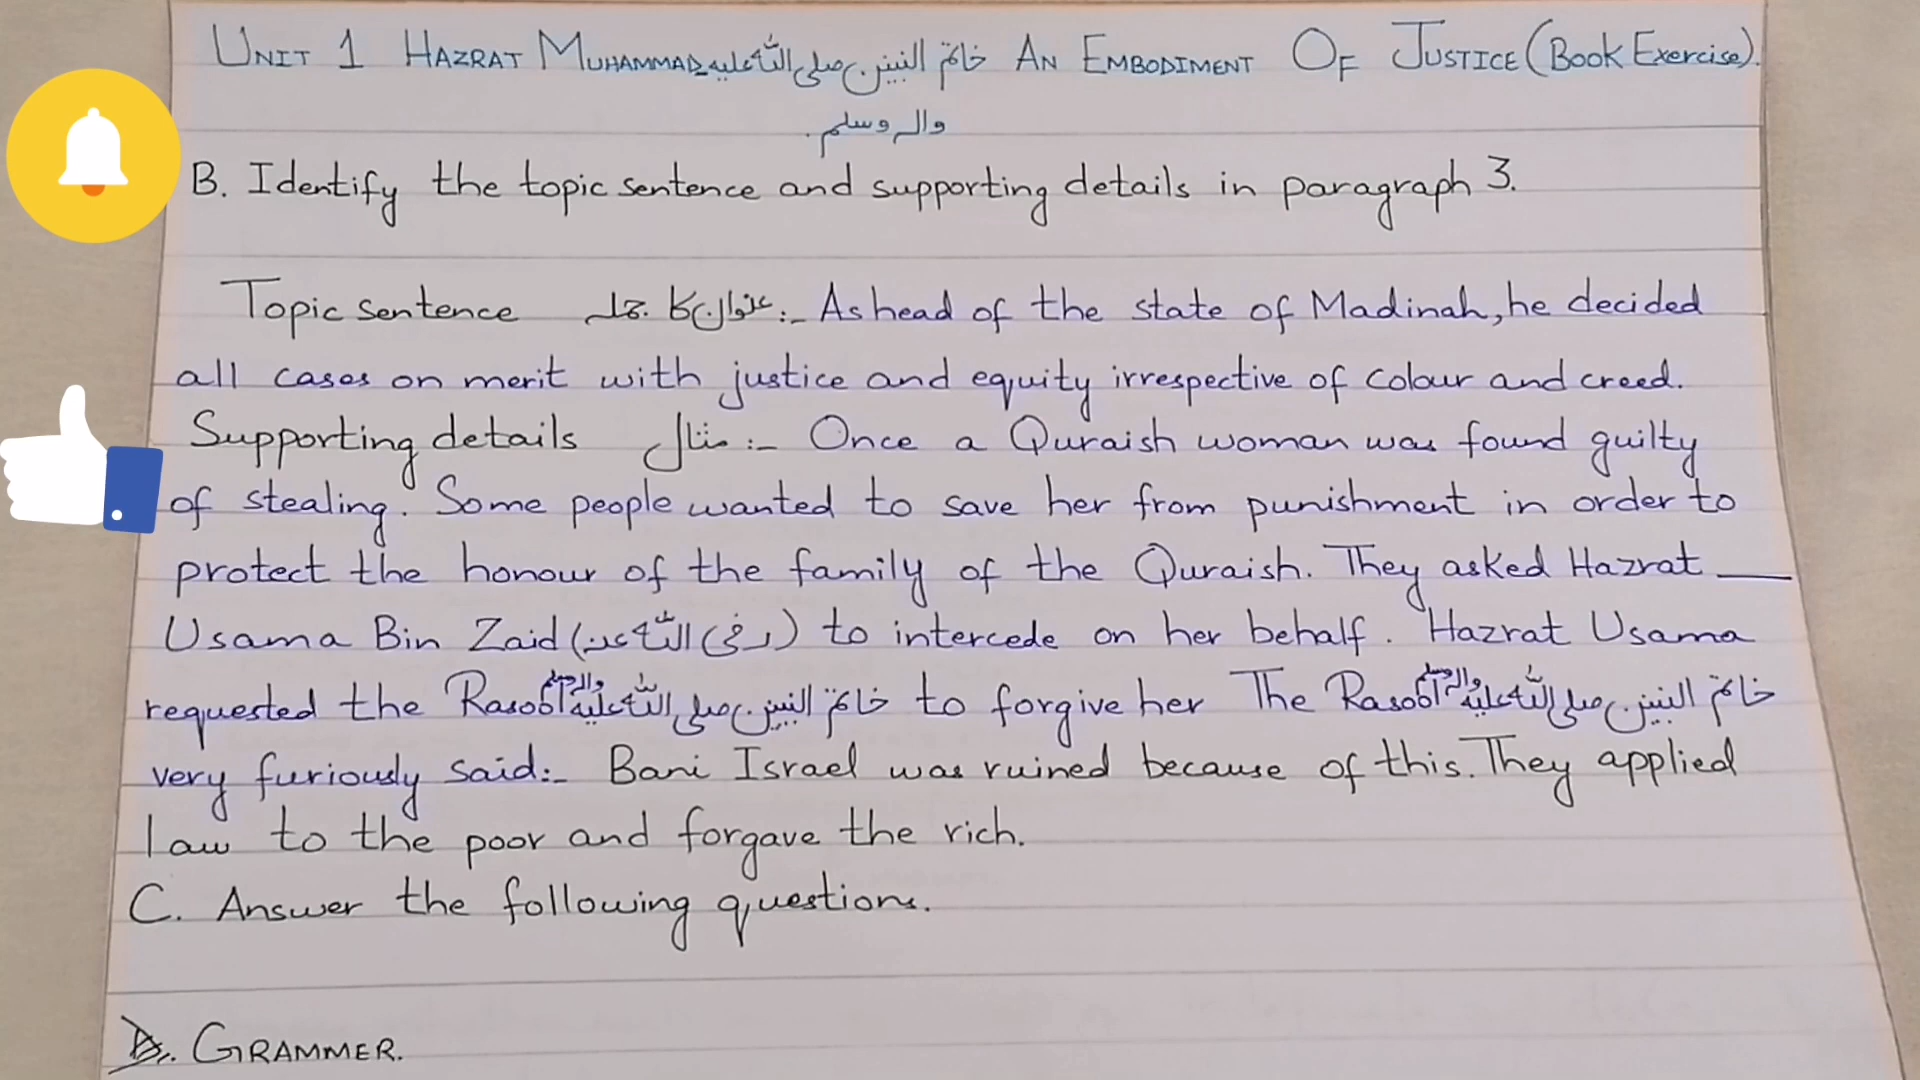 UNIT 1 HAZRAT MUHAMMAD خاتم النبیین صلی اللہ علیہ AN EMBODIMENT OF JUSTICE (Book Exercise).
والہ وسلم.
B. Identify the topic sentence and supporting details in paragraph 3.
Topic sentence عنوان کا جملہ :- As head of the state of Madinah, he decided
all cases on merit with justice and equity irrespective of colour and creed.
Supporting details مثال :- Once a Quraish woman was found guilty
of stealing. Some people wanted to save her from punishment in order to
protect the honour of the family of the Quraish. They asked Hazrat
Usama Bin Zaid (رضی اللہ عنہ) to intercede on her behalf. Hazrat Usama
requested the Rasool خاتم النبیین صلی اللہ علیہ والہ وسلم to forgive her The Rasool خاتم النبیین صلی اللہ علیہ والہ وسلم
very furiously said:- Bani Israel was ruined because of this. They applied
law to the poor and forgave the rich.
C. Answer the following questions.
D. GRAMMER.